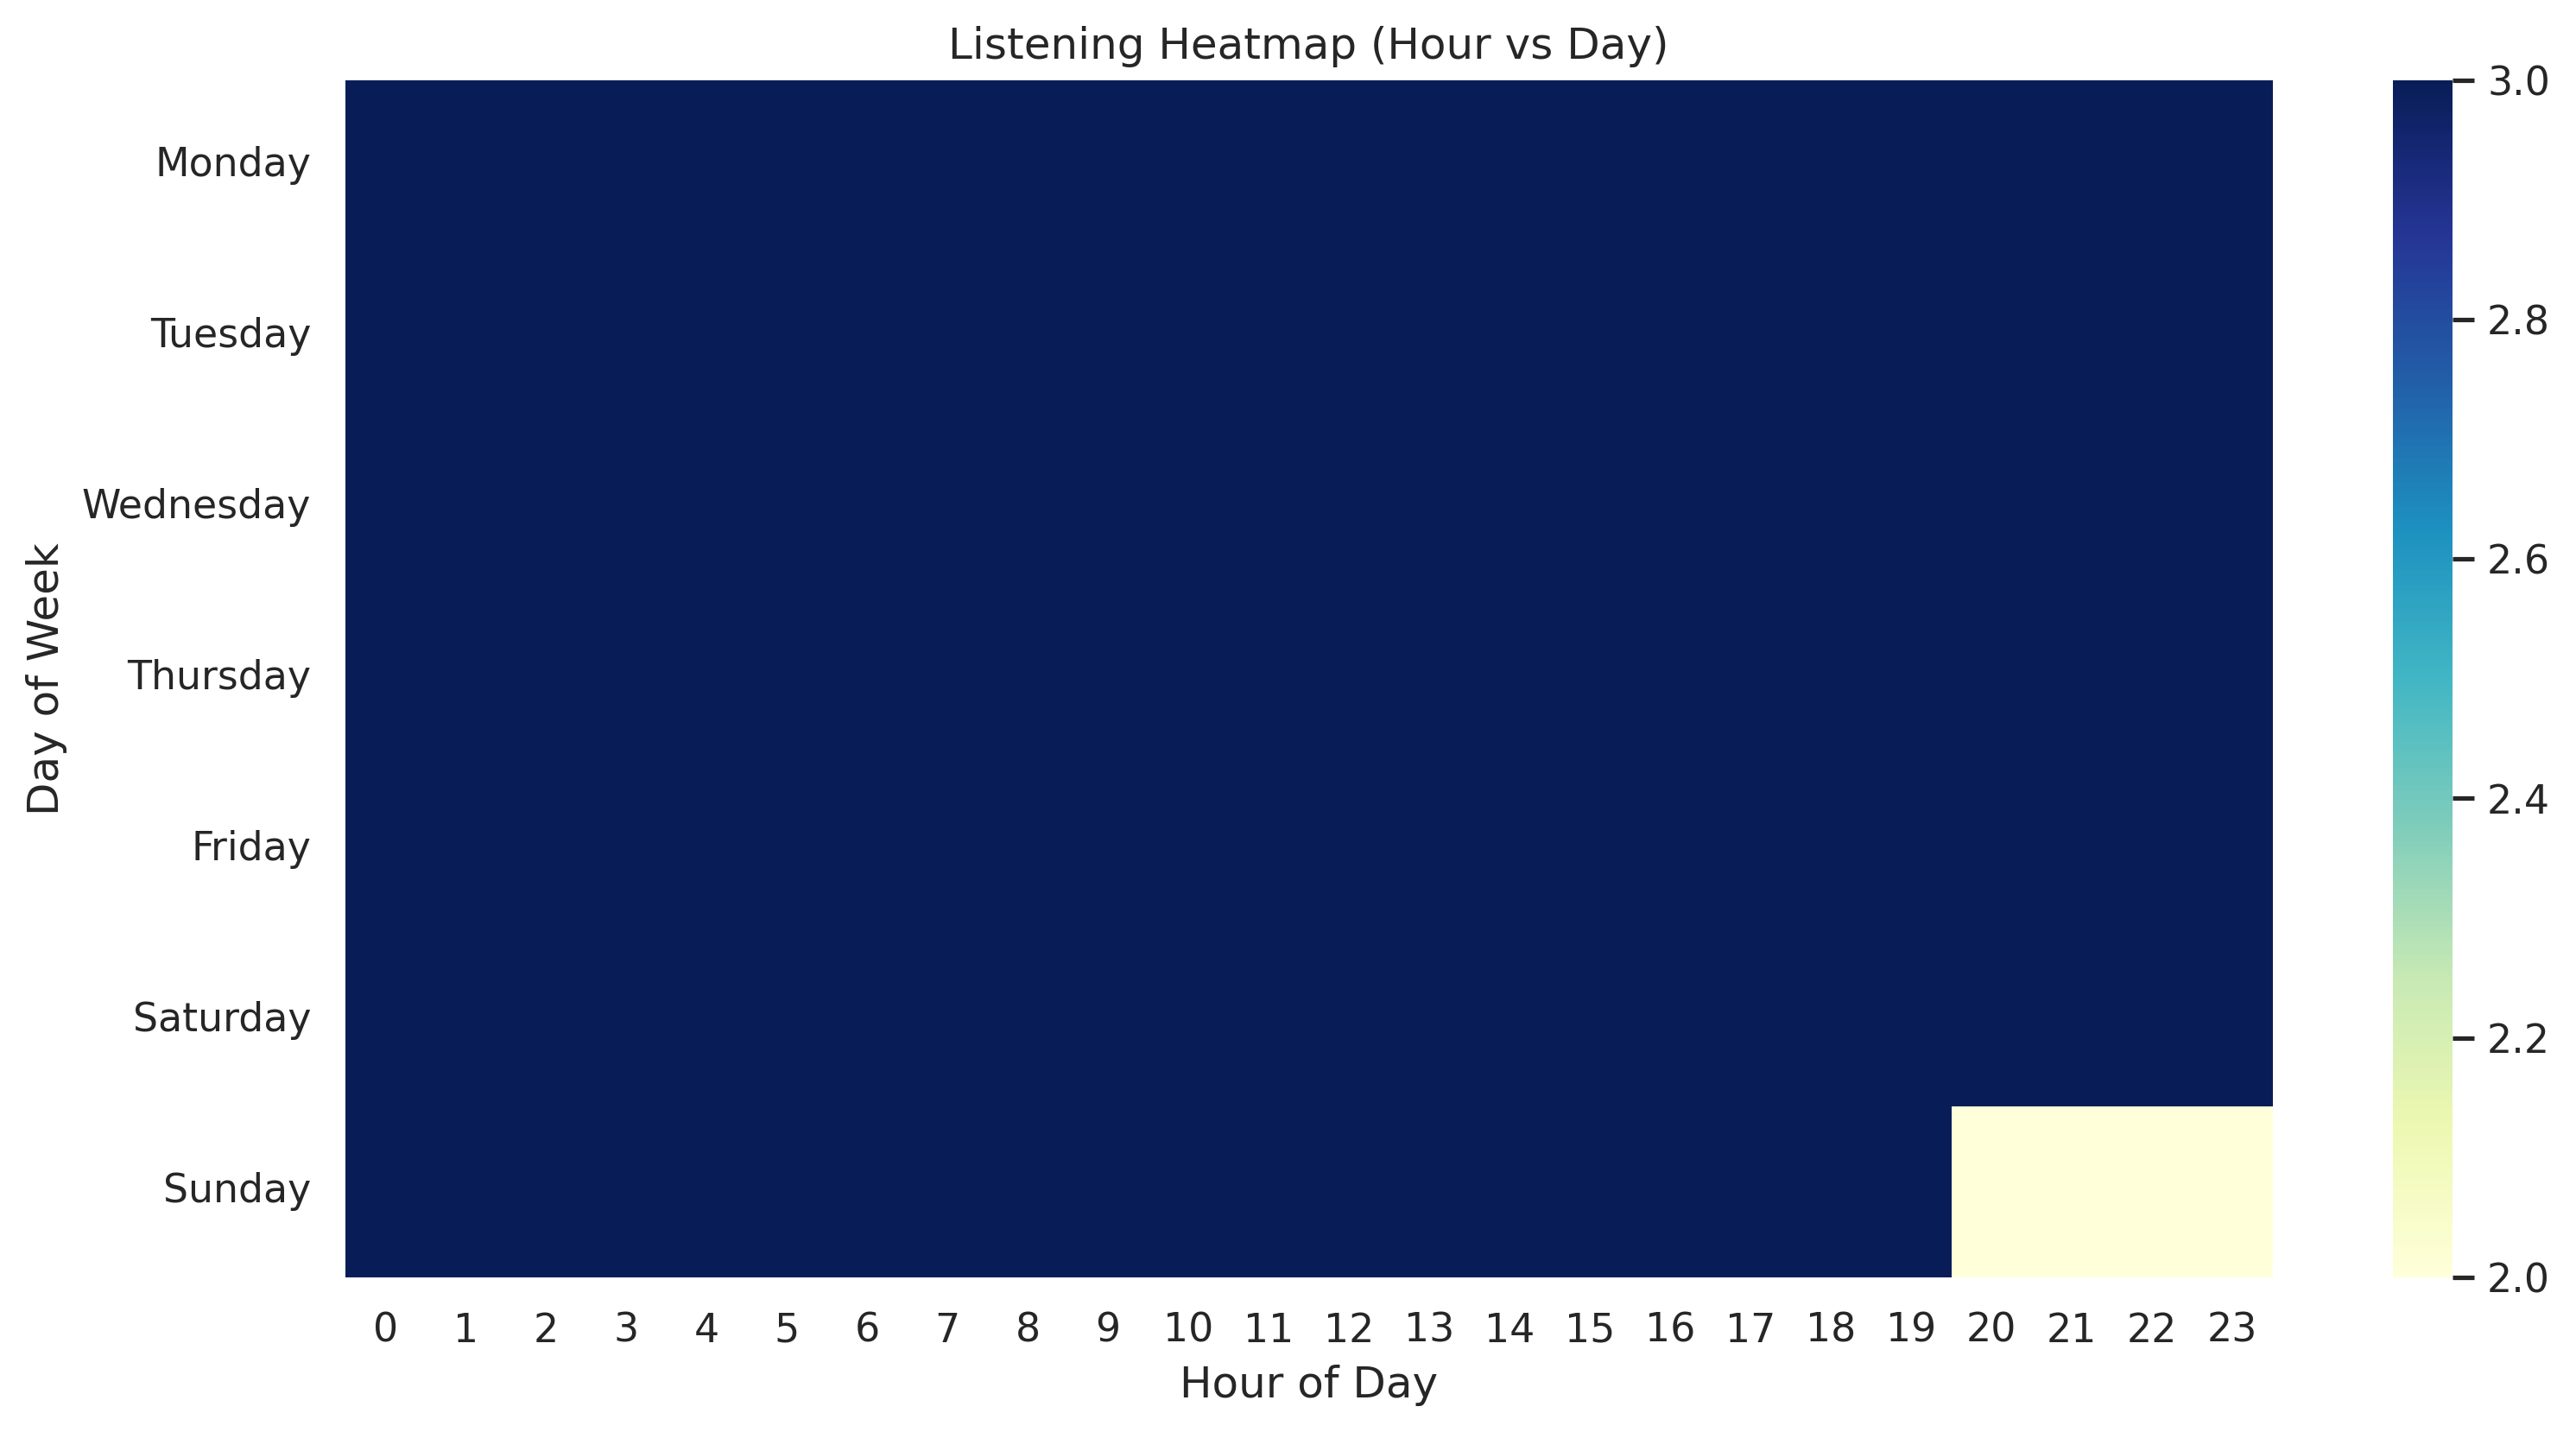 Listening Heatmap (Hour vs Day)
Day of Week
Monday
Tuesday
Wednesday
Thursday
Friday
Saturday
Sunday
0 1 2 3 4 5 6 7 8 9 10 11 12 13 14 15 16 17 18 19 20 21 22 23
Hour of Day
3.0
2.8
2.6
2.4
2.2
2.0